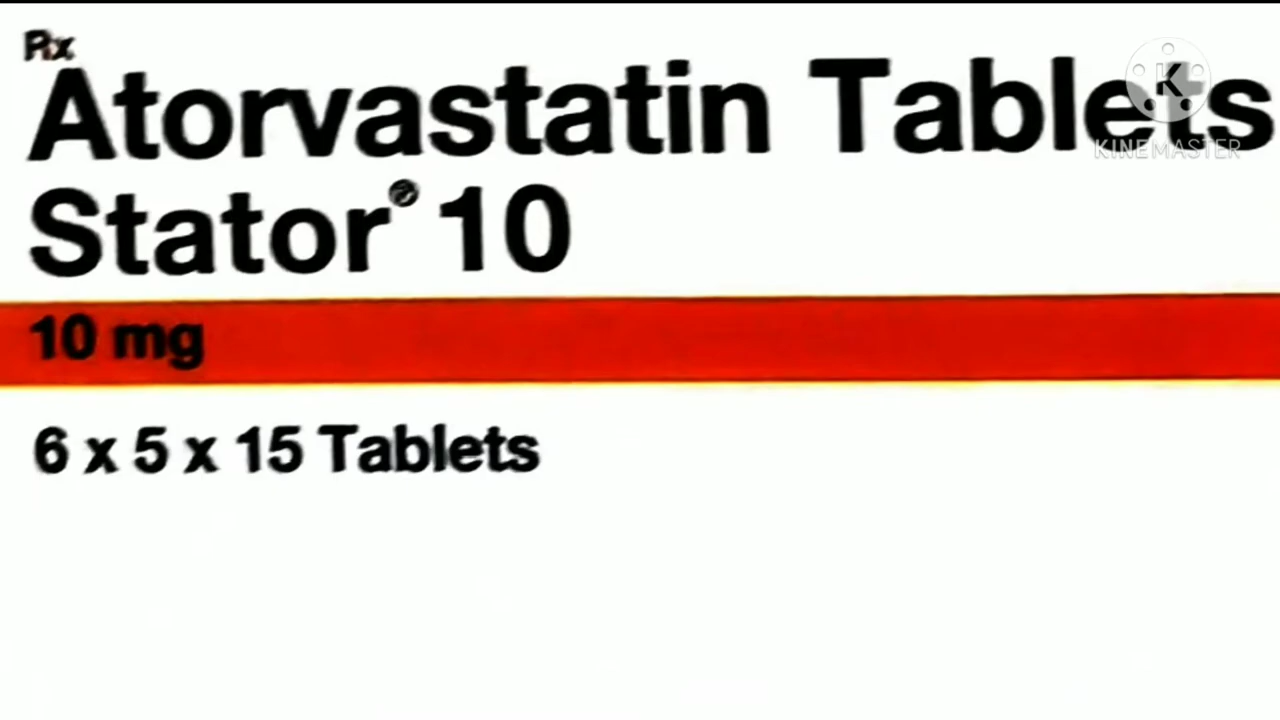 Rx
Atorvastatin Tablets
Stator® 10
10 mg
6 x 5 x 15 Tablets
K
KINEMASTER